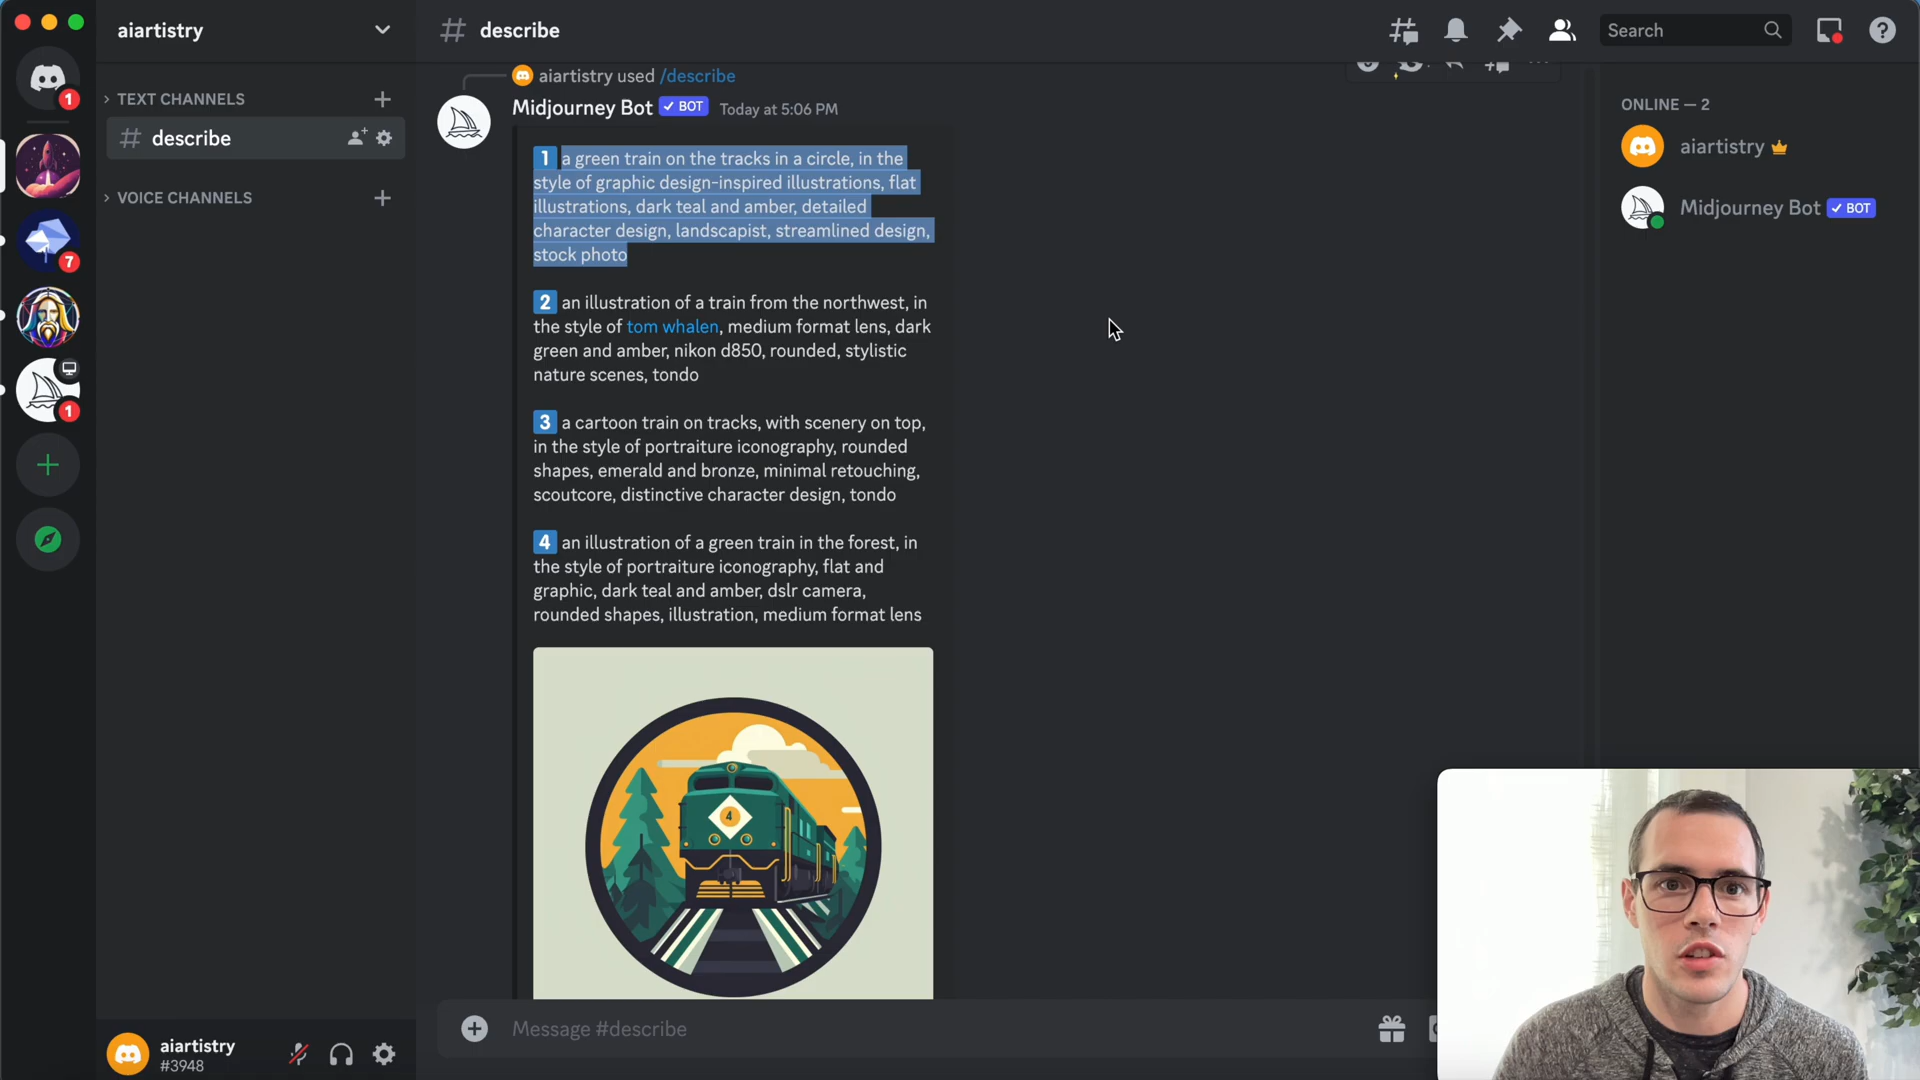 aiartistry
# describe
Search
TEXT CHANNELS
# describe
VOICE CHANNELS
1
7
1
aiartistry used /describe
Midjourney Bot ✓ BOT Today at 5:06 PM
1 a green train on the tracks in a circle, in the
style of graphic design-inspired illustrations, flat
illustrations, dark teal and amber, detailed
character design, landscapist, streamlined design,
stock photo
2 an illustration of a train from the northwest, in
the style of tom whalen, medium format lens, dark
green and amber, nikon d850, rounded, stylistic
nature scenes, tondo
3 a cartoon train on tracks, with scenery on top,
in the style of portraiture iconography, rounded
shapes, emerald and bronze, minimal retouching,
scoutcore, distinctive character design, tondo
4 an illustration of a green train in the forest, in
the style of portraiture iconography, flat and
graphic, dark teal and amber, dslr camera,
rounded shapes, illustration, medium format lens
4
Message #describe
ONLINE — 2
aiartistry
Midjourney Bot ✓ BOT
aiartistry
#3948